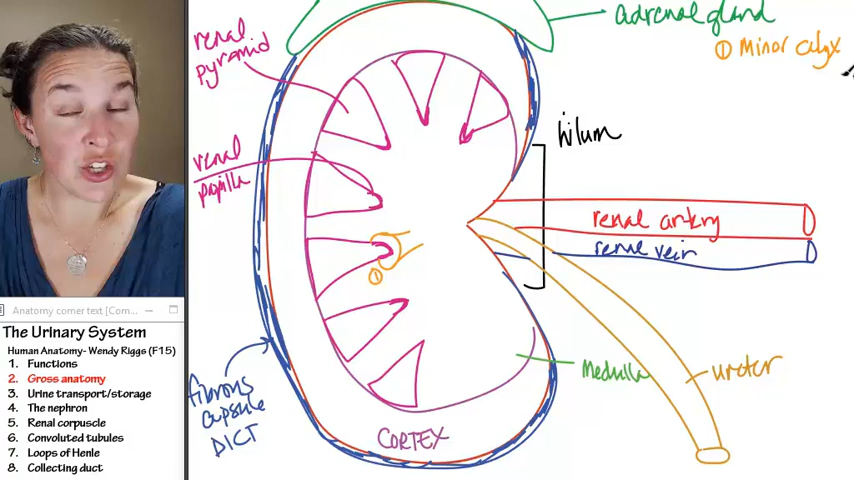 renal
pyramid
adrenal gland
① Minor calyx
hilum
renal
papilla
renal artery
renal vein
①
ureter
Medulla
fibrous
capsule
DICT
CORTEX
Anatomy corner text [Com...
The Urinary System
Human Anatomy- Wendy Riggs (F15)
1. Functions
2. Gross anatomy
3. Urine transport/storage
4. The nephron
5. Renal corpuscle
6. Convoluted tubules
7. Loops of Henle
8. Collecting duct